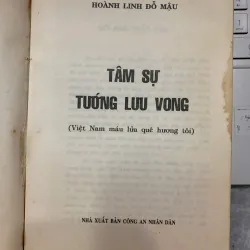 HOÀNH LINH ĐỖ MẬU
TÂM SỰ
TƯỚNG LƯU VONG
(Việt Nam máu lửa quê hương tôi)
NHÀ XUẤT BẢN CÔNG AN NHÂN DÂN